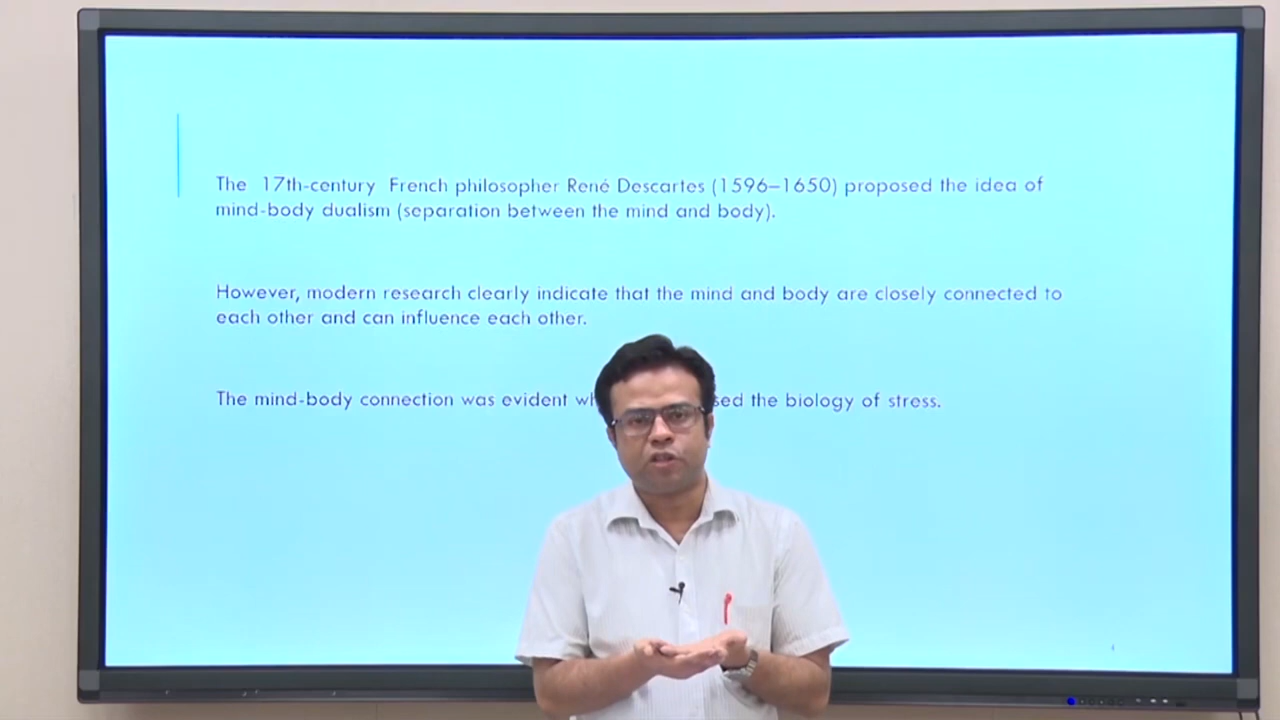 The 17th-century French philosopher René Descartes (1596–1650) proposed the idea of
mind-body dualism (separation between the mind and body).
However, modern research clearly indicate that the mind and body are closely connected to
each other and can influence each other.
The mind-body connection was evident the biology of stress.